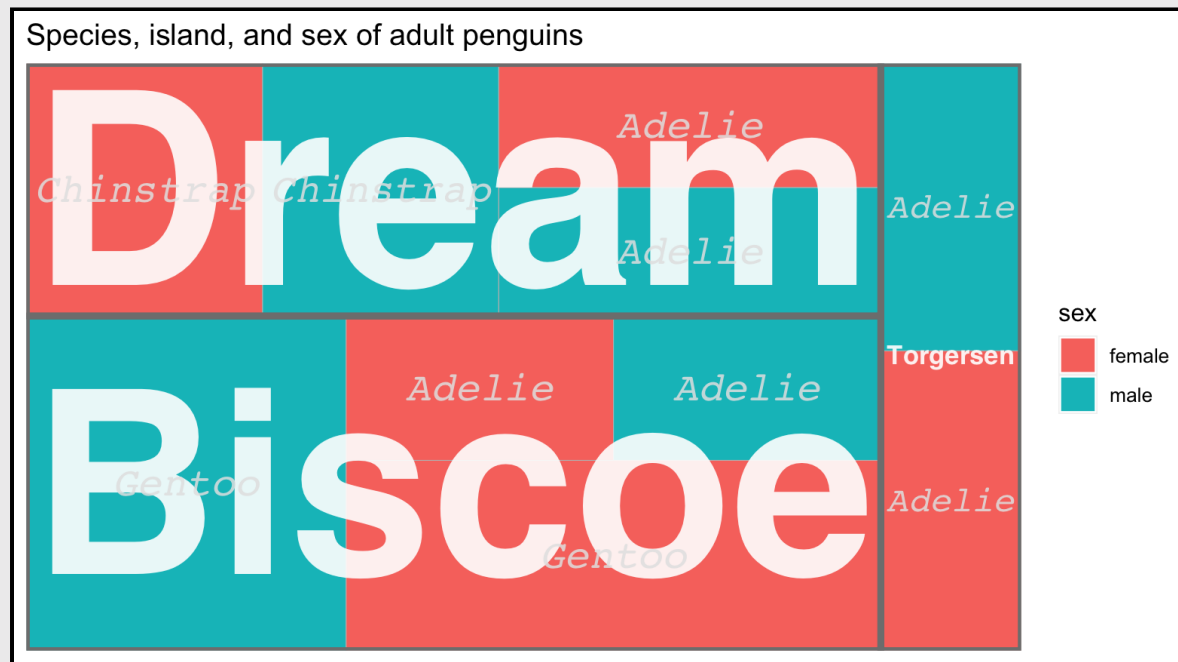 Species, island, and sex of adult penguins
Dream
Chinstrap
Chinstrap
Adelie
Adelie
Biscoe
Gentoo
Adelie
Adelie
Gentoo
Adelie
Torgersen
Adelie
sex
female
male